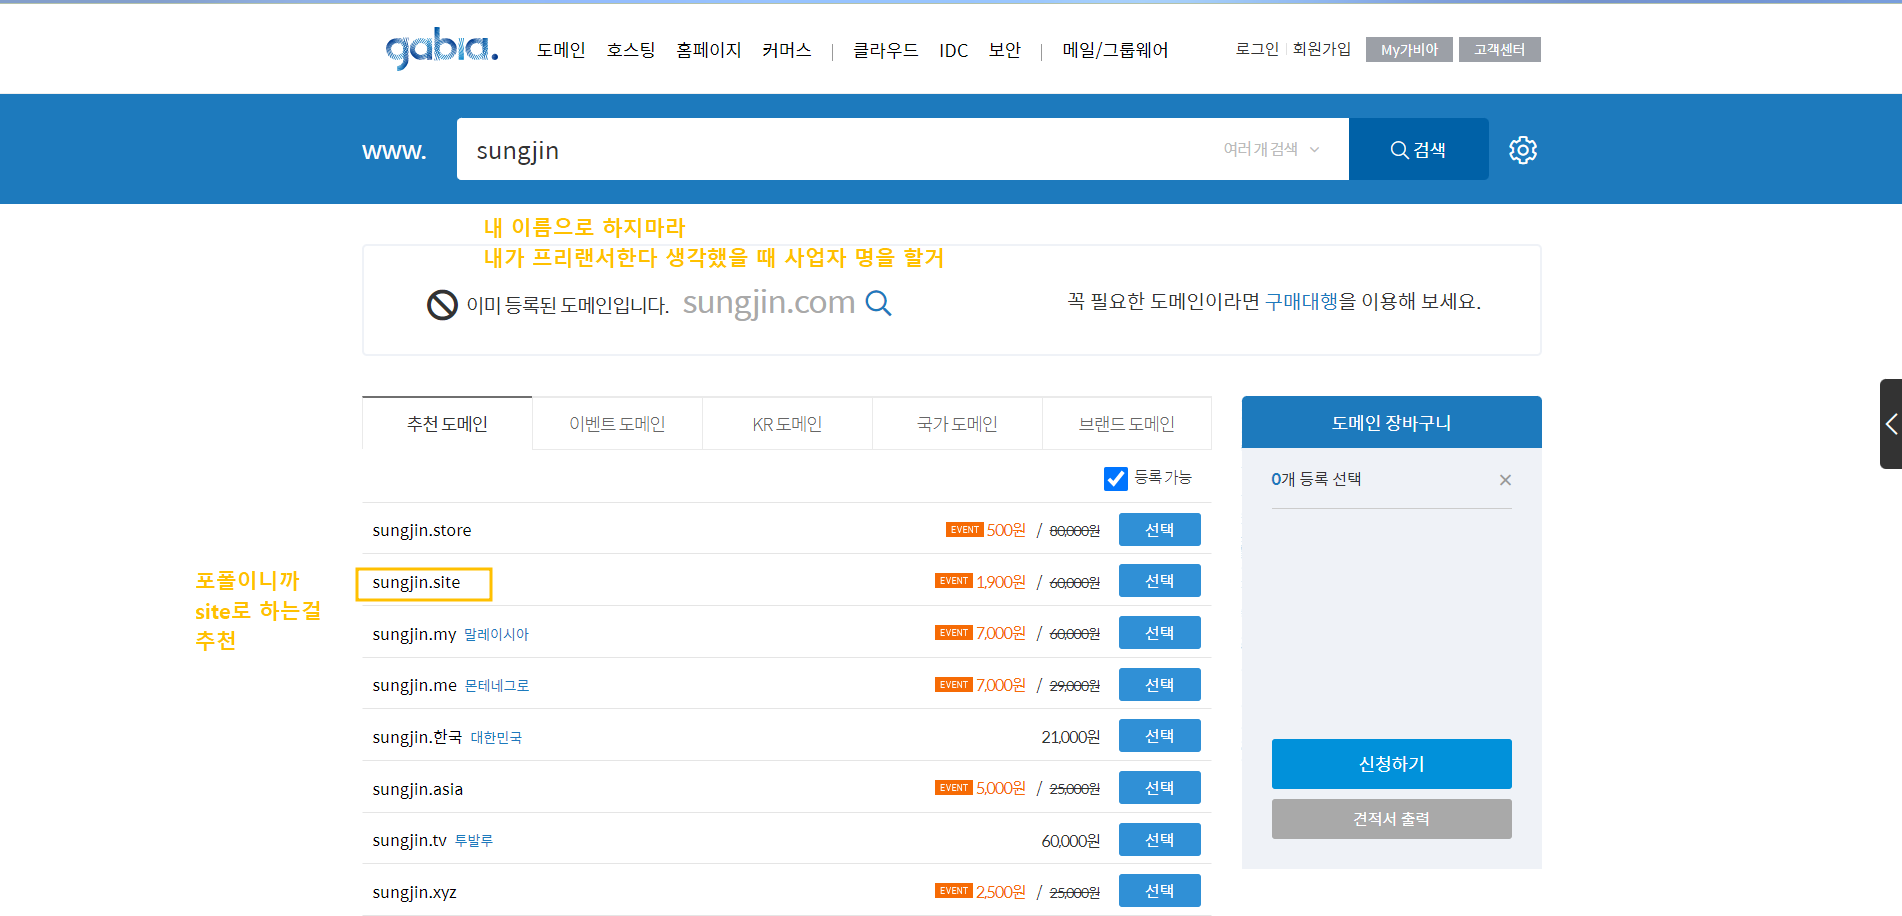 gabia.
도메인 호스팅 홈페이지 커머스 | 클라우드 IDC 보안 | 메일/그룹웨어
로그인 회원가입 My가비아 고객센터
www. sungjin 여러개 검색 검색
내 이름으로 하지마라
내가 프리랜서한다 생각했을 때 사업자 명을 할거
이미 등록된 도메인입니다. sungjin.com 꼭 필요한 도메인이라면 구매대행을 이용해 보세요.
추천 도메인 이벤트 도메인 KR 도메인 국가 도메인 브랜드 도메인
등록 가능
sungjin.store EVENT 500원 / 80,000원 선택
sungjin.site EVENT 1,900원 / 60,000원 선택
sungjin.my 말레이시아 EVENT 7,000원 / 60,000원 선택
sungjin.me 몬테네그로 EVENT 7,000원 / 29,000원 선택
sungjin.한국 대한민국 21,000원 선택
sungjin.asia EVENT 5,000원 / 25,000원 선택
sungjin.tv 투발루 60,000원 선택
sungjin.xyz EVENT 2,500원 / 25,000원 선택
포폴이니까
site로 하는걸
추천
도메인 장바구니
0개 등록 선택
신청하기
견적서 출력